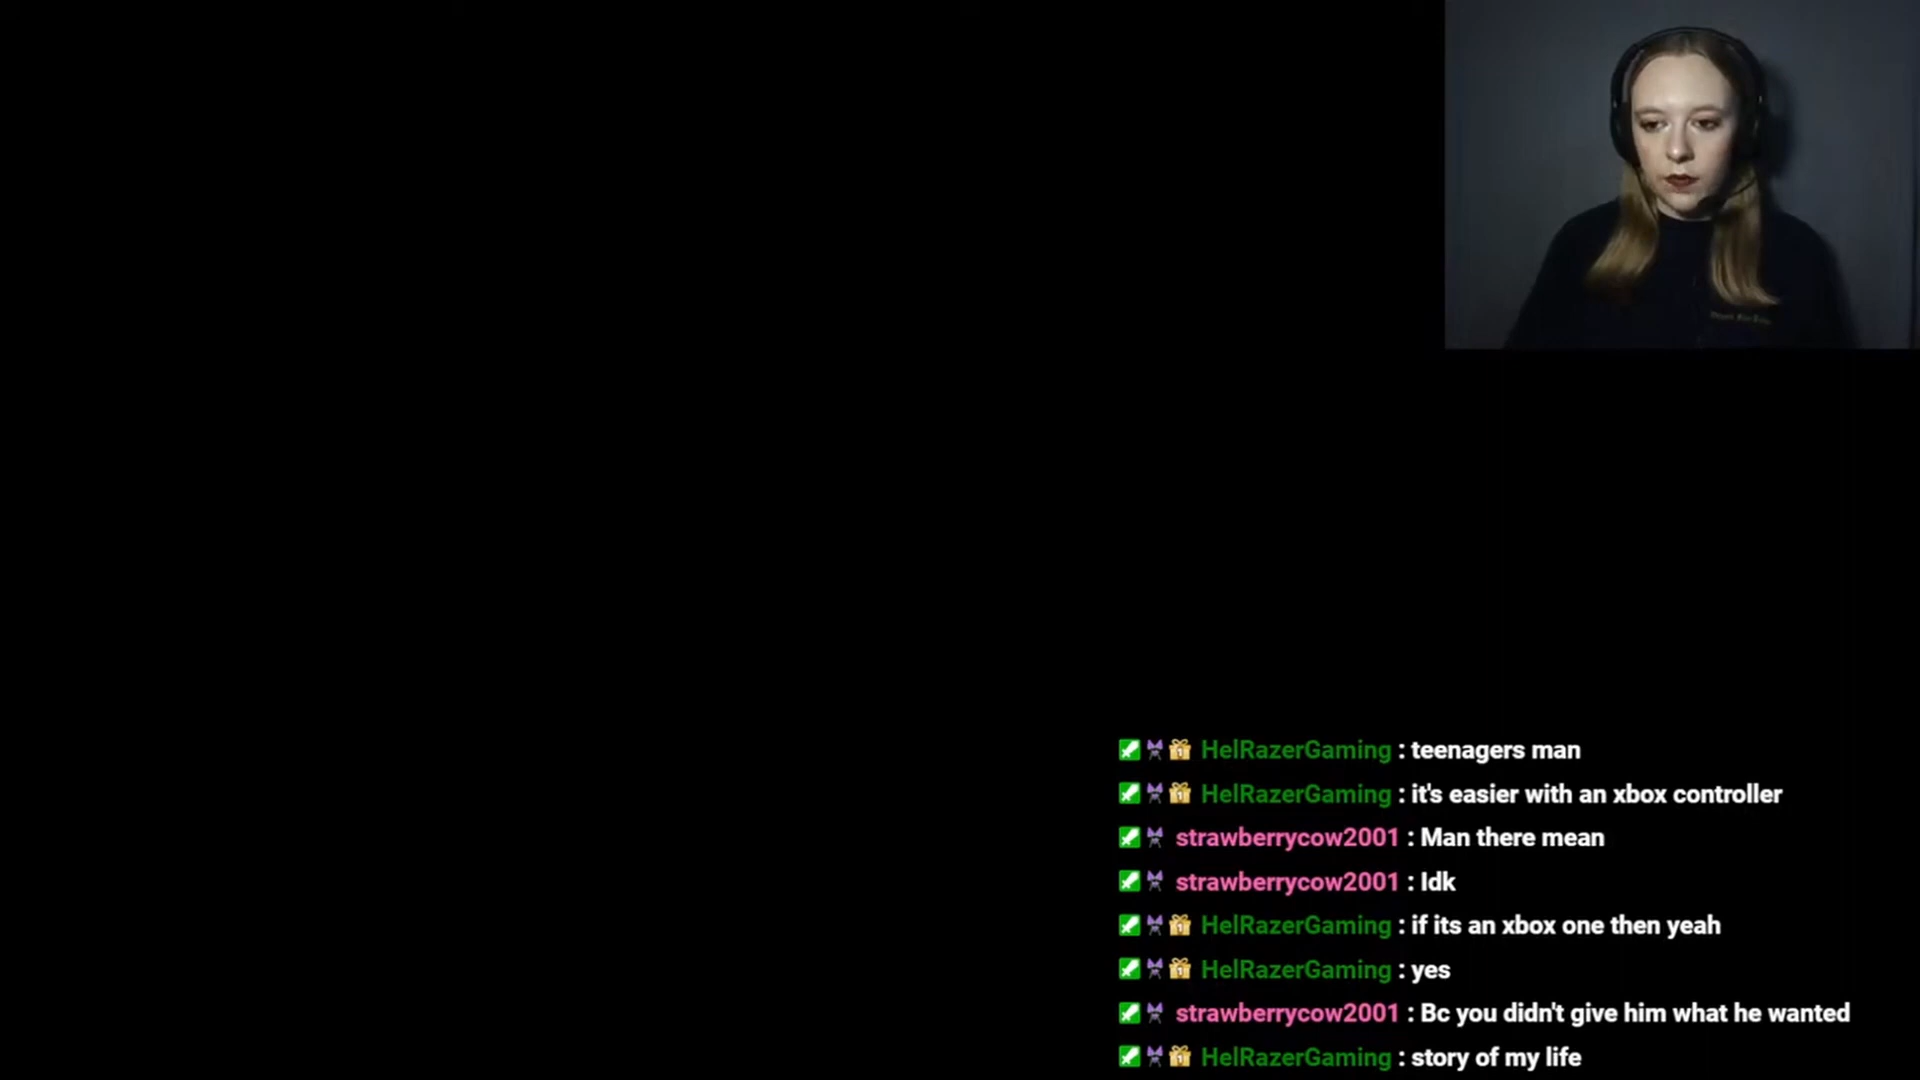 HelRazerGaming : teenagers man
HelRazerGaming : it's easier with an xbox controller
strawberrycow2001 : Man there mean
strawberrycow2001 : Idk
HelRazerGaming : if its an xbox one then yeah
HelRazerGaming : yes
strawberrycow2001 : Bc you didn't give him what he wanted
HelRazerGaming : story of my life